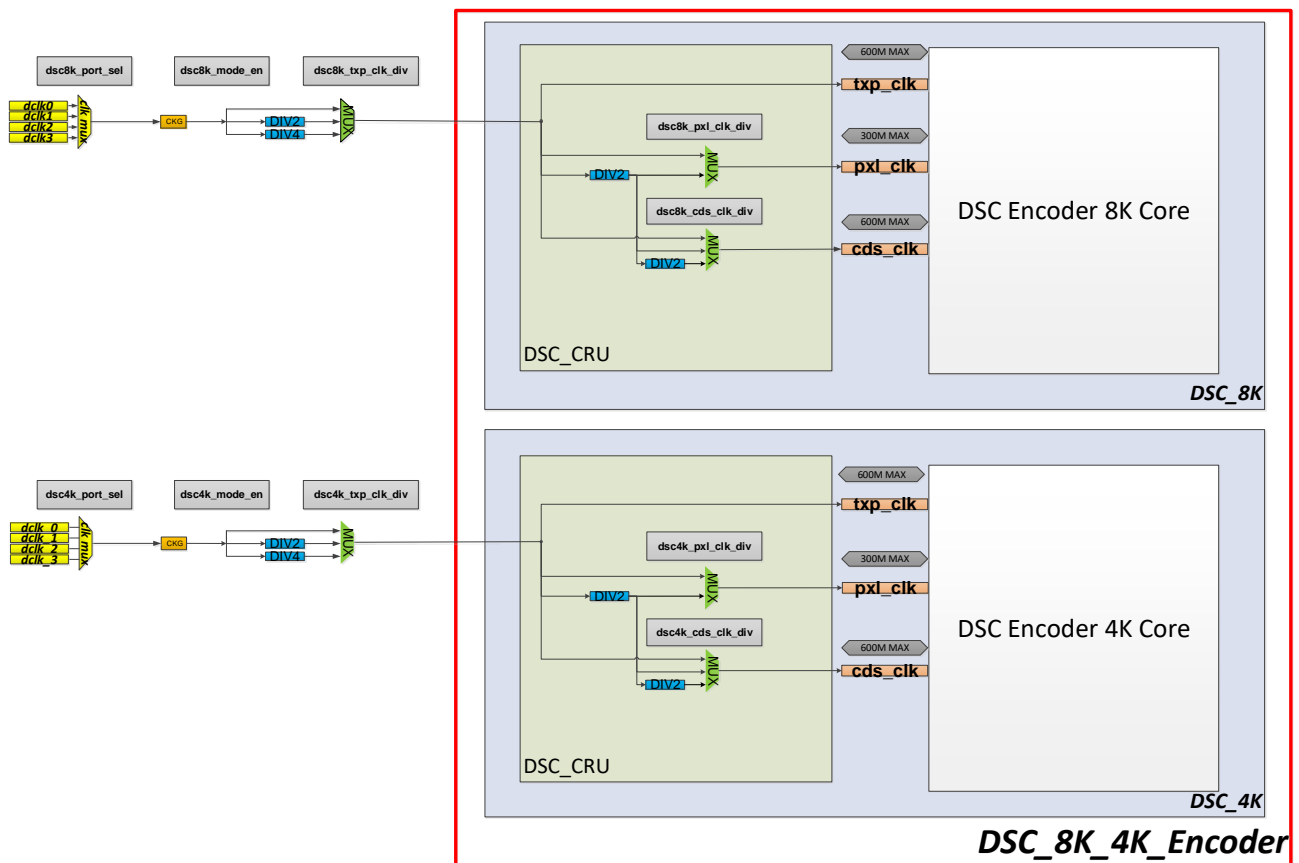 600M MAX
dsc8k_port_sel
dsc8k_mode_en
dsc8k_txp_clk_div
txp_clk
dclk0
dclk1
dclk2
dclk3
clk mux
CKG
DIV2
DIV4
MUX
dsc8k_pxl_clk_div
300M MAX
MUX
pxl_clk
DIV2
dsc8k_cds_clk_div
600M MAX
MUX
cds_clk
DIV2
DSC Encoder 8K Core
DSC_CRU
DSC_8K
600M MAX
dsc4k_port_sel
dsc4k_mode_en
dsc4k_txp_clk_div
txp_clk
dclk_0
dclk_1
dclk_2
dclk_3
clk mux
CKG
DIV2
DIV4
MUX
dsc4k_pxl_clk_div
300M MAX
MUX
pxl_clk
DIV2
dsc4k_cds_clk_div
600M MAX
MUX
cds_clk
DIV2
DSC Encoder 4K Core
DSC_CRU
DSC_4K
DSC_8K_4K_Encoder